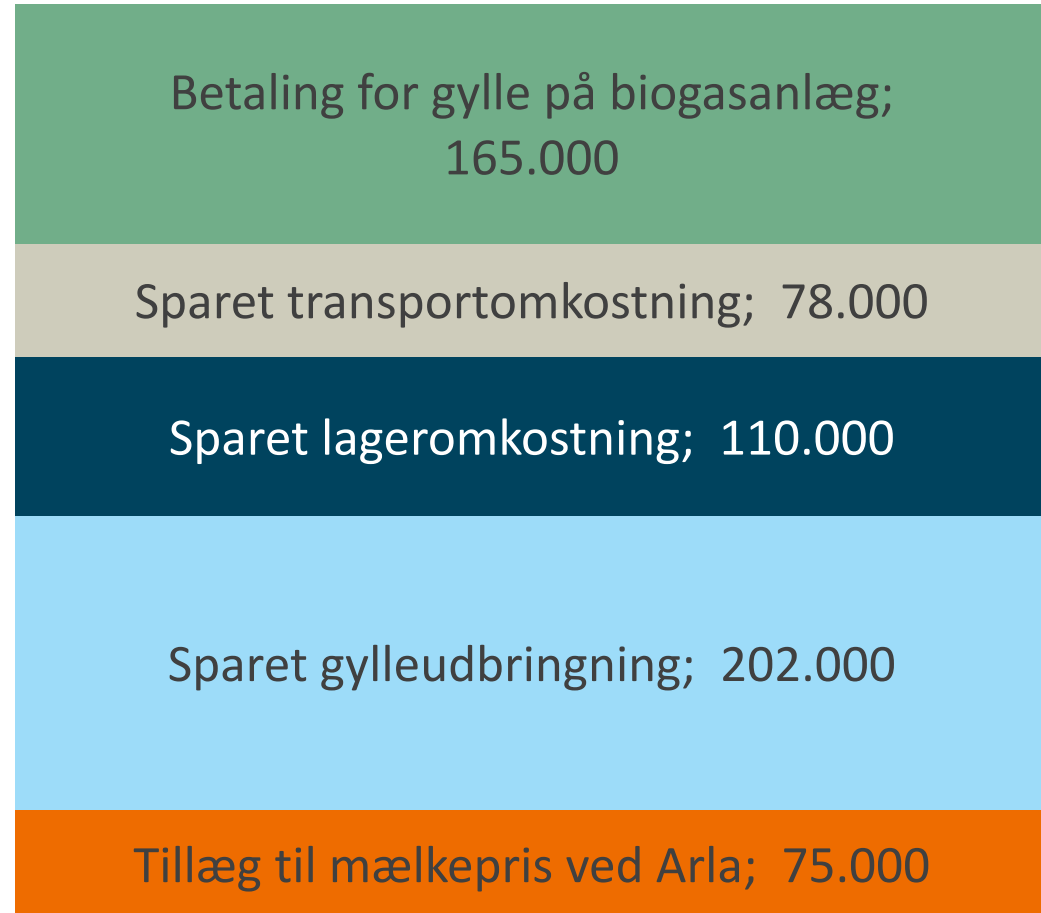 Betaling for gylle på biogasanlæg;
165.000
Sparet transportomkostning; 78.000
Sparet lageromkostning; 110.000
Sparet gylleudbringning; 202.000
Tillæg til mælkepris ved Arla; 75.000